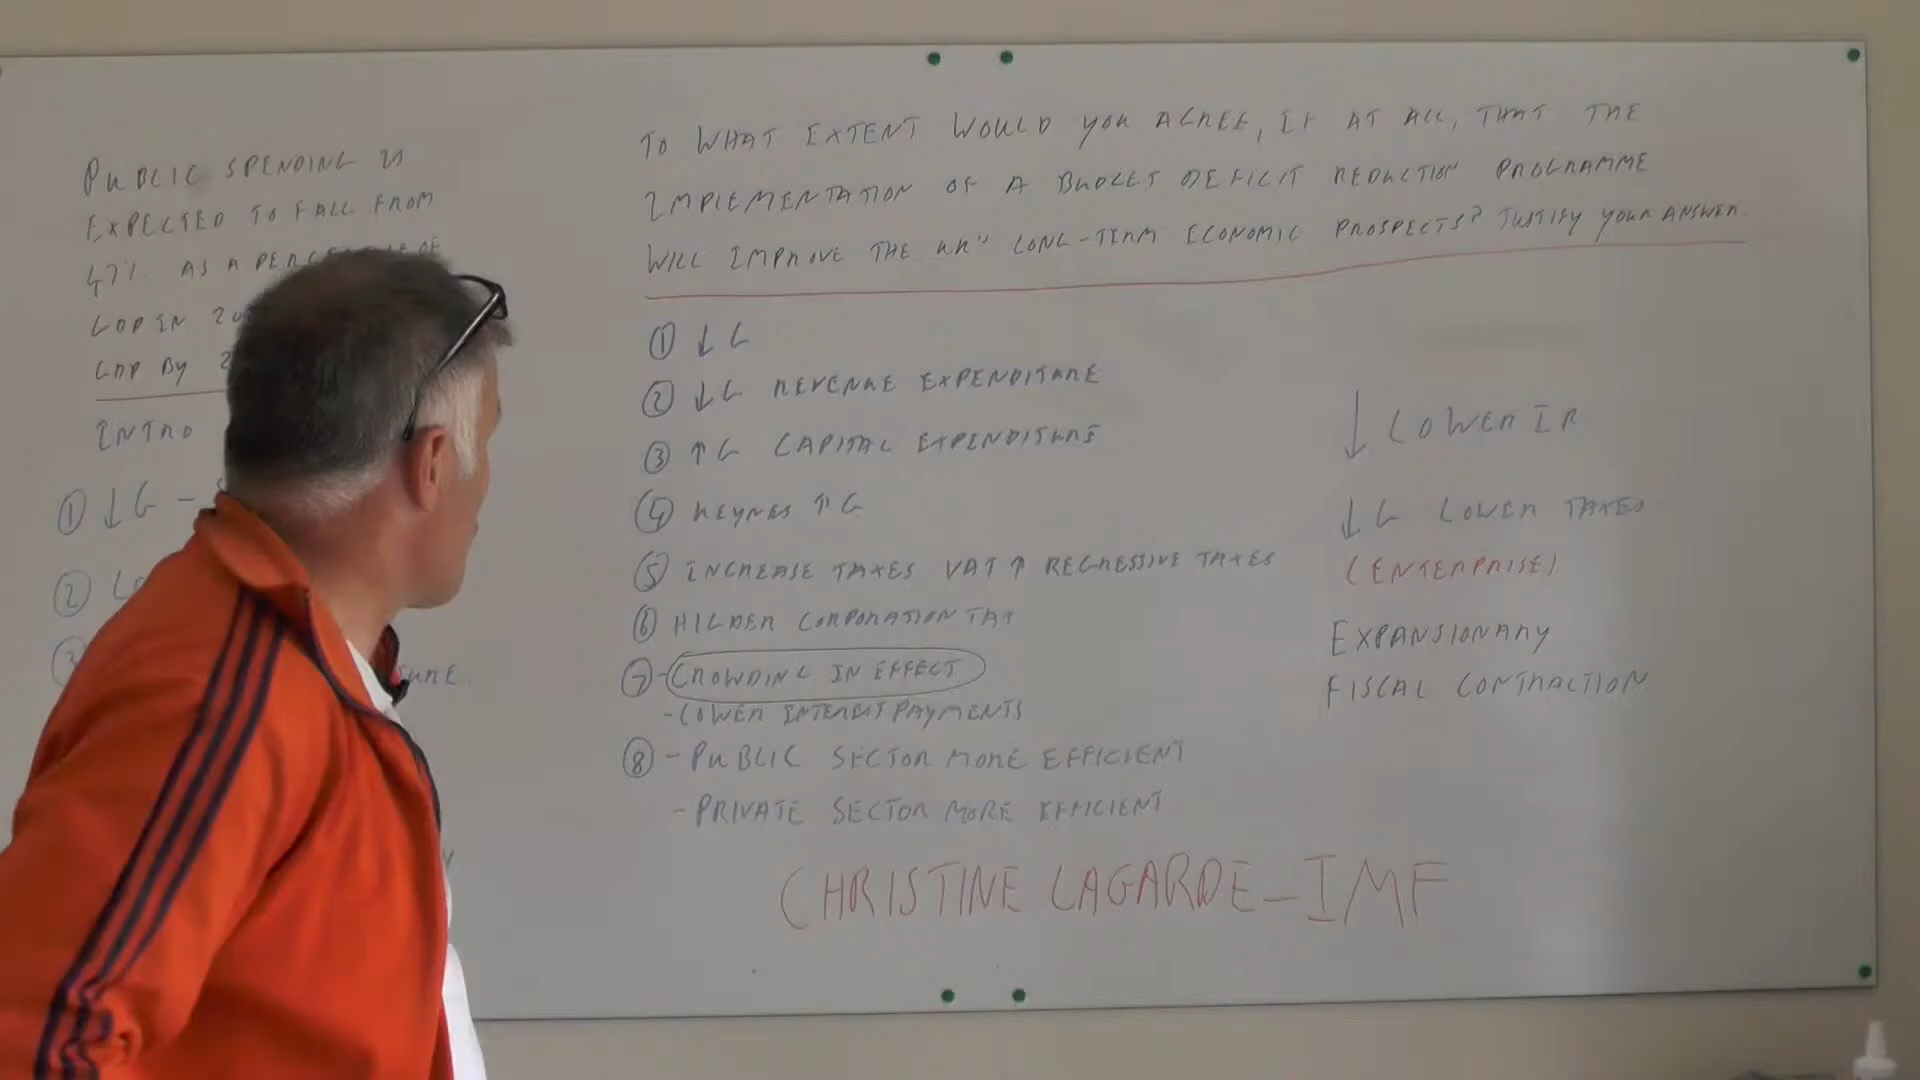 PUBLIC SPENDING IS
EXPECTED TO FALL FROM
47% AS A OF
GDP IN
GDP BY
INTRO
① ↓ G -
②
③
TO WHAT EXTENT WOULD YOU AGREE, IF AT ALL, THAT THE
IMPLEMENTATION OF A BUDGET DEFICIT REDUCTION PROGRAMME
WILL IMPROVE THE UK" LONG-TERM ECONOMIC PROSPECTS? JUSTIFY YOUR ANSWER.
① ↓ G
② ↓ G REVENUE EXPENDITURE
③ ↑ G CAPITAL EXPENDITURE
④ KEYNES ↑ G
⑤ INCREASE TAXES VAT ↑ REGRESSIVE TAXES
⑥ HIGHER CORPORATION TAX
⑦ - CROWDING IN EFFECT
- LOWER INTEREST PAYMENTS
⑧ - PUBLIC SECTOR MORE EFFICIENT
- PRIVATE SECTOR MORE EFFICIENT
CHRISTINE LAGARDE - IMF
↓ LOWER IR
↓ G LOWER TAXES
(ENTERPRISE)
EXPANSIONARY
FISCAL CONTRACTION